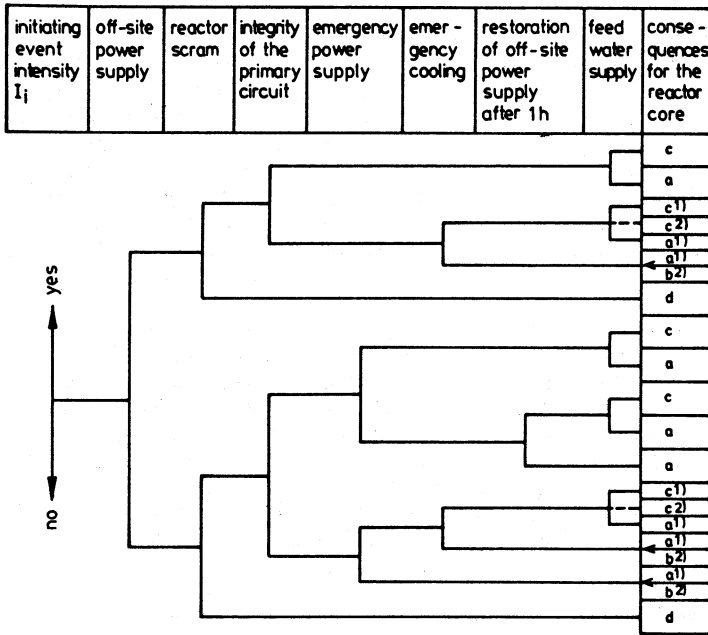 initiating
event
intensity
Ii
off-site
power
supply
reactor
scram
integrity
of the
primary
circuit
emergency
power
supply
emer-
gency
cooling
restoration
of off-site
power
supply
after 1h
feed
water
supply
conse-
quences
for the
reactor
core
c
a
c1)
c2)
a1)
a1)
b2)
d
c
a
c
a
a
c1)
c2)
a1)
a1)
b2)
a1)
b2)
d
yes
no